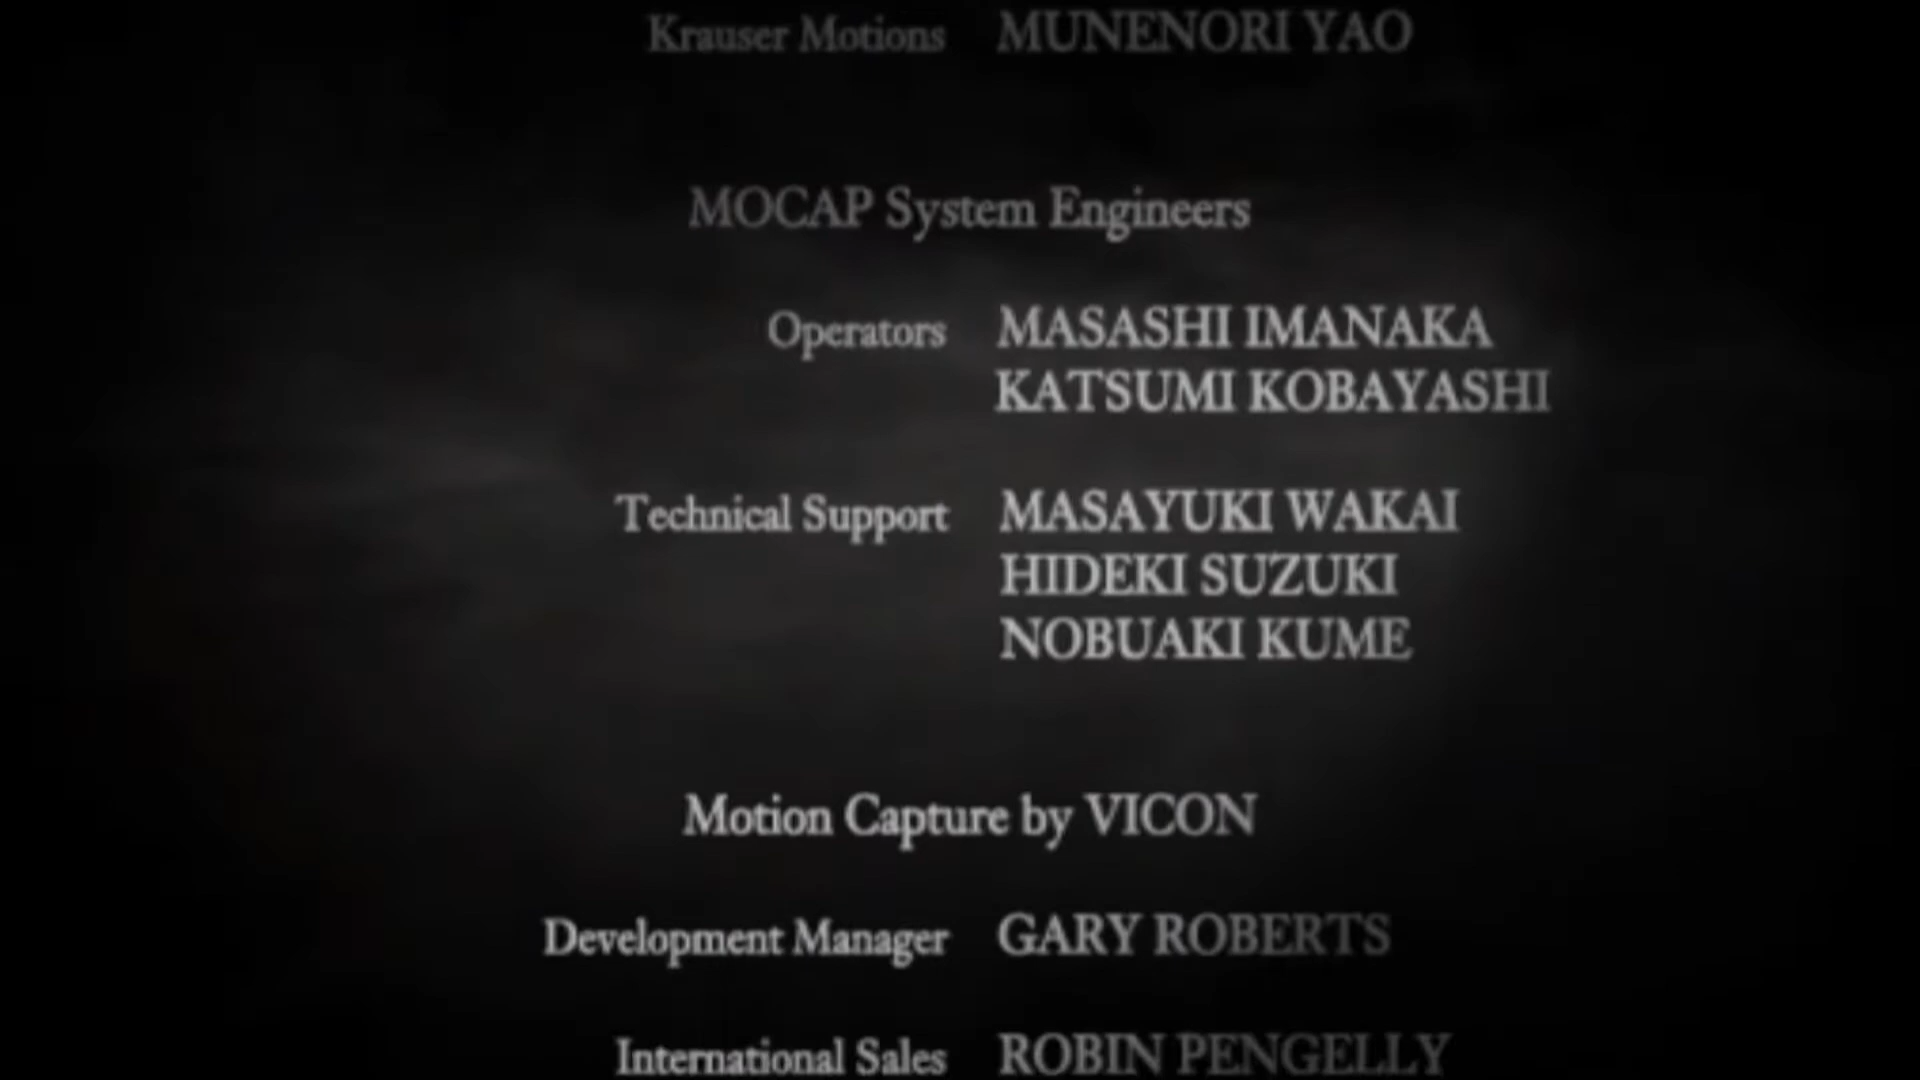 Krauser Motions MUNENORI YAO
MOCAP System Engineers
Operators MASASHI IMANAKA
KATSUMI KOBAYASHI
Technical Support MASAYUKI WAKAI
HIDEKI SUZUKI
NOBUAKI KUME
Motion Capture by VICON
Development Manager GARY ROBERTS
International Sales ROBIN PENGELLY